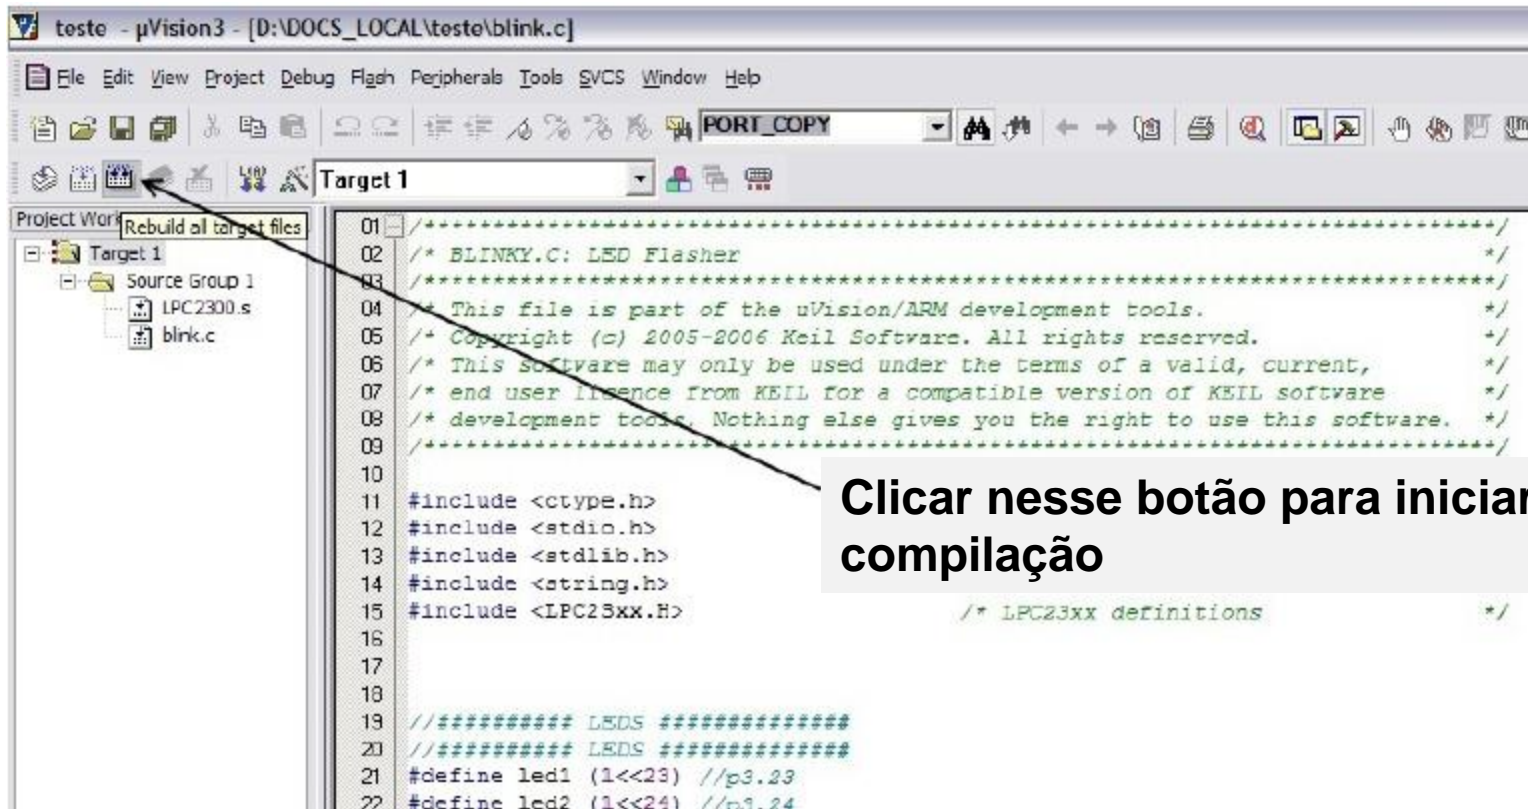 teste - µVision3 - [D:\DOCS_LOCAL\teste\blink.c]
File Edit View Project Debug Flash Peripherals Tools SVCS Window Help
PORT_COPY
Target 1
Project Work
Rebuild all target files
Target 1
Source Group 1
LPC2300.s
blink.c
01 /*****************************************************************************/
02 /* BLINKY.C: LED Flasher */
03 /*****************************************************************************/
04 /* This file is part of the uVision/ARM development tools. */
05 /* Copyright (c) 2005-2006 Keil Software. All rights reserved. */
06 /* This software may only be used under the terms of a valid, current, */
07 /* end user licence from KEIL for a compatible version of KEIL software */
08 /* development tools. Nothing else gives you the right to use this software. */
09 /*****************************************************************************/
10
11 #include <ctype.h>
12 #include <stdio.h>
13 #include <stdlib.h>
14 #include <string.h>
15 #include <LPC23xx.H> /* LPC23xx definitions */
16
17
18
19 //########## LEDS ##############
20 //########## LEDS ##############
21 #define led1 (1<<23) //p3.23
22 #define led2 (1<<24) //p3.24
Clicar nesse botão para iniciar
compilação